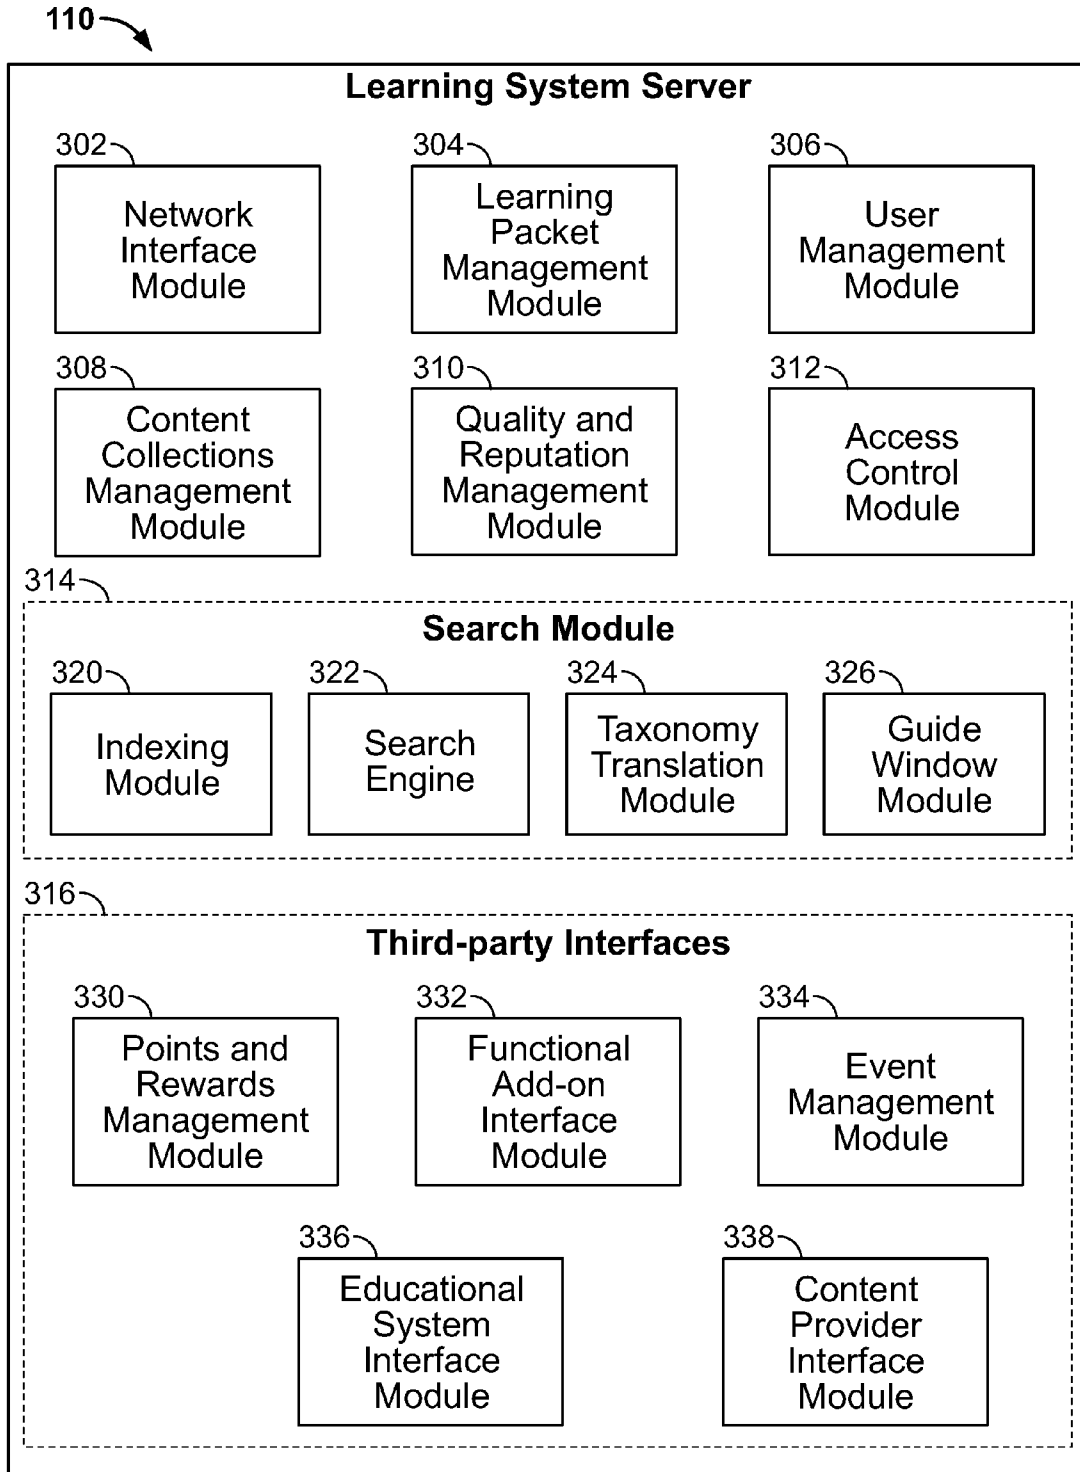 110
Learning System Server
302
Network
Interface
Module
304
Learning
Packet
Management
Module
306
User
Management
Module
308
Content
Collections
Management
Module
310
Quality and
Reputation
Management
Module
312
Access
Control
Module
314
Search Module
320
Indexing
Module
322
Search
Engine
324
Taxonomy
Translation
Module
326
Guide
Window
Module
316
Third-party Interfaces
330
Points and
Rewards
Management
Module
332
Functional
Add-on
Interface
Module
334
Event
Management
Module
336
Educational
System
Interface
Module
338
Content
Provider
Interface
Module